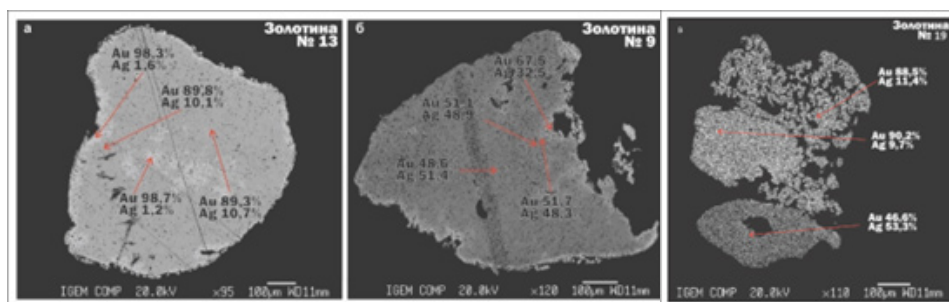 а
Золотина
№ 13
Au 98.3%
Ag 1,6%
Au 89,8%
Ag 10,1%
Au 98,7%
Ag 1,2%
Au 89,3%
Ag 10,7%
IGEM COMP 20.0kV ×95 100µm WD11mm
б
Золотина
№ 9
Au 67.5
Ag 32.5
Au 51.1
Ag 48.9
Au 48.6
Ag 51.4
Au 51.7
Ag 48.3
IGEM COMP 20.0kV ×120 100µm WD11mm
в
Золотина
№ 19
Au 88,5%
Ag 11,4%
Au 90,2%
Ag 9,7%
Au 46,6%
Ag 53,3%
IGEM COMP 20.0kV ×110 100µm WD11mm